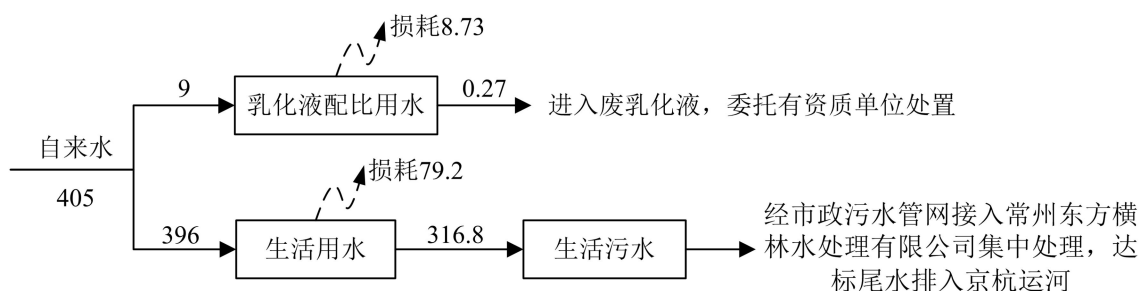 损耗8.73
9
乳化液配比用水
0.27
进入废乳化液，委托有资质单位处置
自来水
405
损耗79.2
396
生活用水
316.8
生活污水
经市政污水管网接入常州东方横
林水处理有限公司集中处理，达
标尾水排入京杭运河